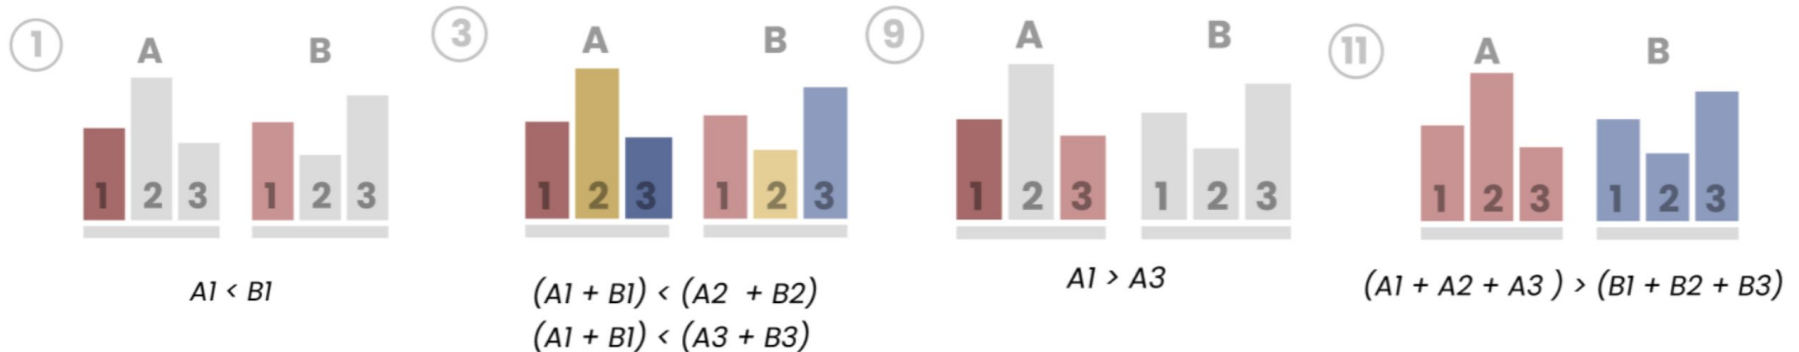 1
A B
1 2 3 1 2 3
A1 < B1
3
A B
1 2 3 1 2 3
(A1 + B1) < (A2 + B2)
(A1 + B1) < (A3 + B3)
9
A B
1 2 3 1 2 3
A1 > A3
11
A B
1 2 3 1 2 3
(A1 + A2 + A3 ) > (B1 + B2 + B3)